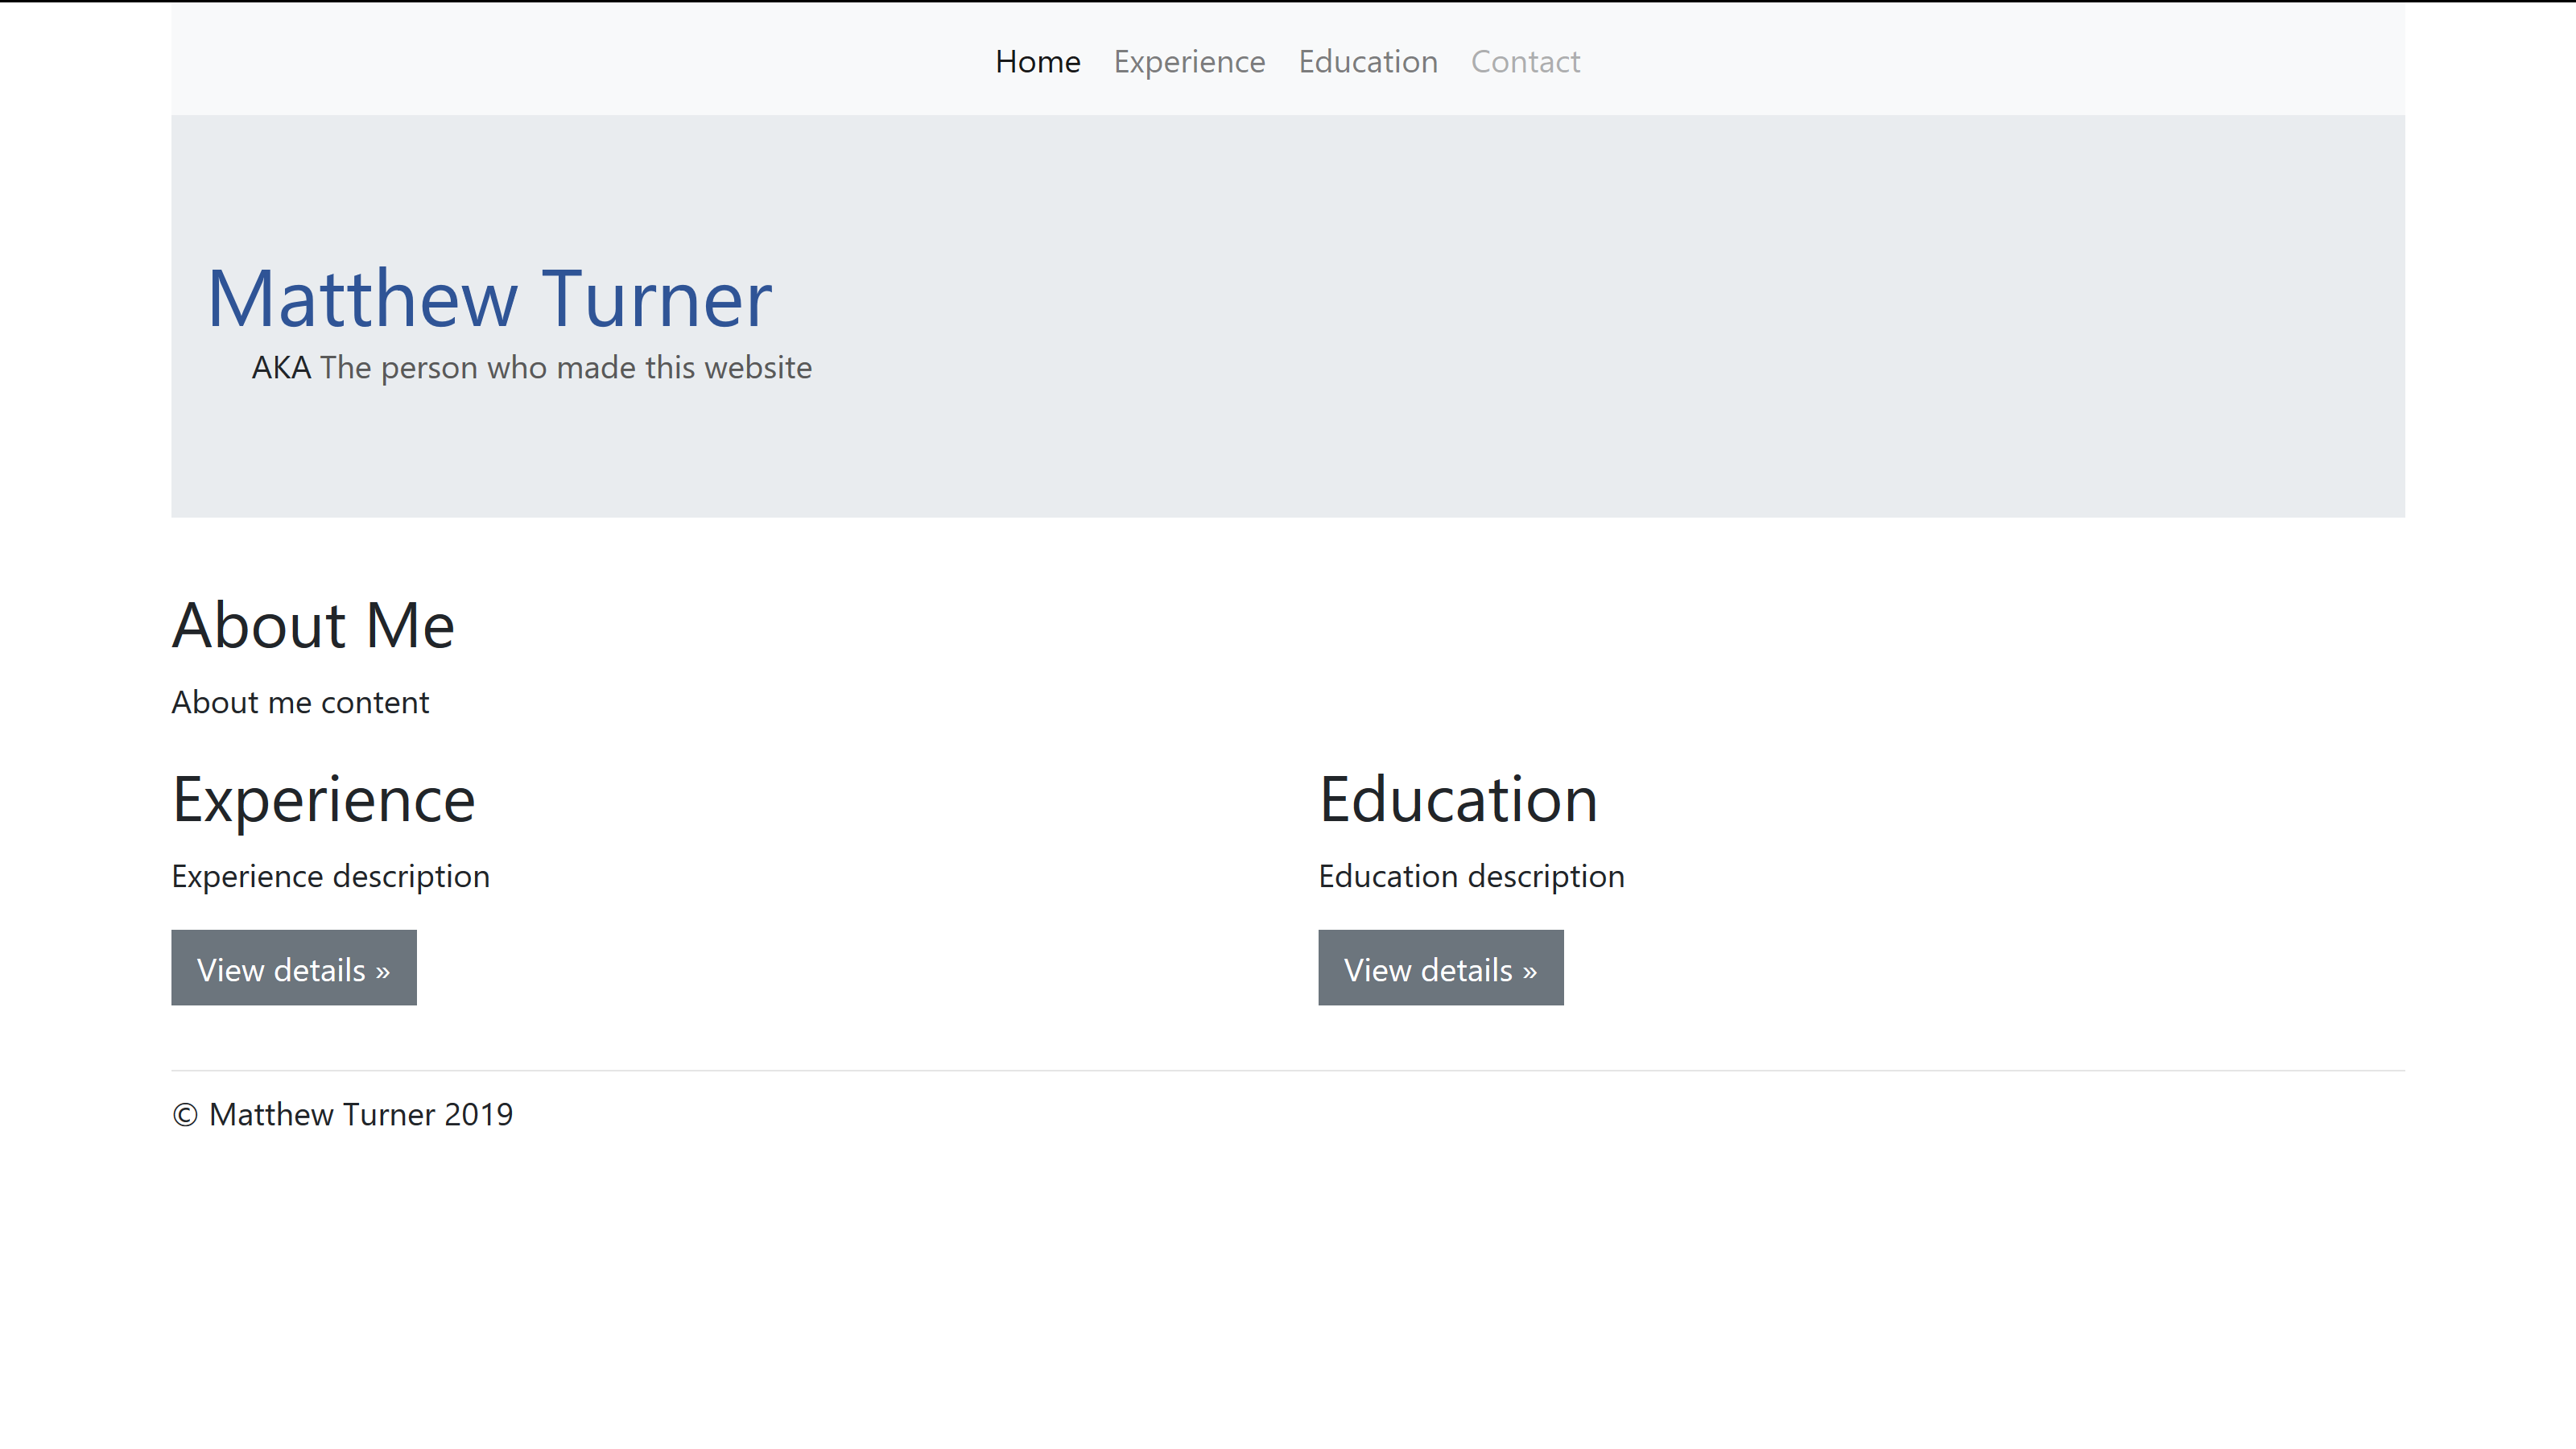 Home Experience Education Contact
Matthew Turner
AKA The person who made this website
About Me
About me content
Experience
Experience description
View details »
Education
Education description
View details »
© Matthew Turner 2019